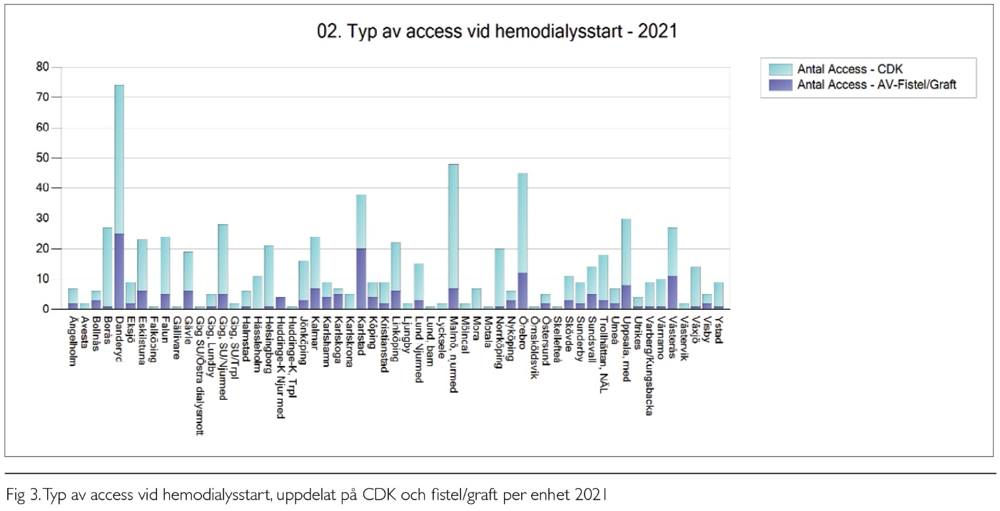 02. Typ av access vid hemodialysstart - 2021
Antal Access - CDK
Antal Access - AV-Fistel/Graft
80
70
60
50
40
30
20
10
0
Ängelholm
Avesta
Bollnäs
Borås
Danderyc
Eksjö
Eskilstuna
Falköing
Falun
Gällivare
Gävle
Gbg SU/Östra dialysmott
Gbg, Lundby
Gbg, SU/Njurmed
Gbg, SU/Trpl
Halmstad
Hässleholm
Helsingborg
Huddinge-K Njurmed
Huddinge-K, Trpl
Jönköping
Kalmar
Karlshamn
Karlskoga
Karlskrona
Karlstad
Köping
Kristianstad
Linköping
Ljungby
Lund Njurmed
Lund, barn
Lycksele
Malmö, njurmed
Mölncal
Mora
Motala
Norrköping
Nyköping
Örebro
Örnsköldsvik
Östersund
Skellefteå
Skövde
Sunderby
Sundsvall
Trollhättan, NÄL
Umeå
Uppsala, med
Utrikes
Varberg/Kungsbacka
Värnamo
Västerås
Västervik
Växjö
Visby
Ystad
Fig 3. Typ av access vid hemodialysstart, uppdelat på CDK och fistel/graft per enhet 2021